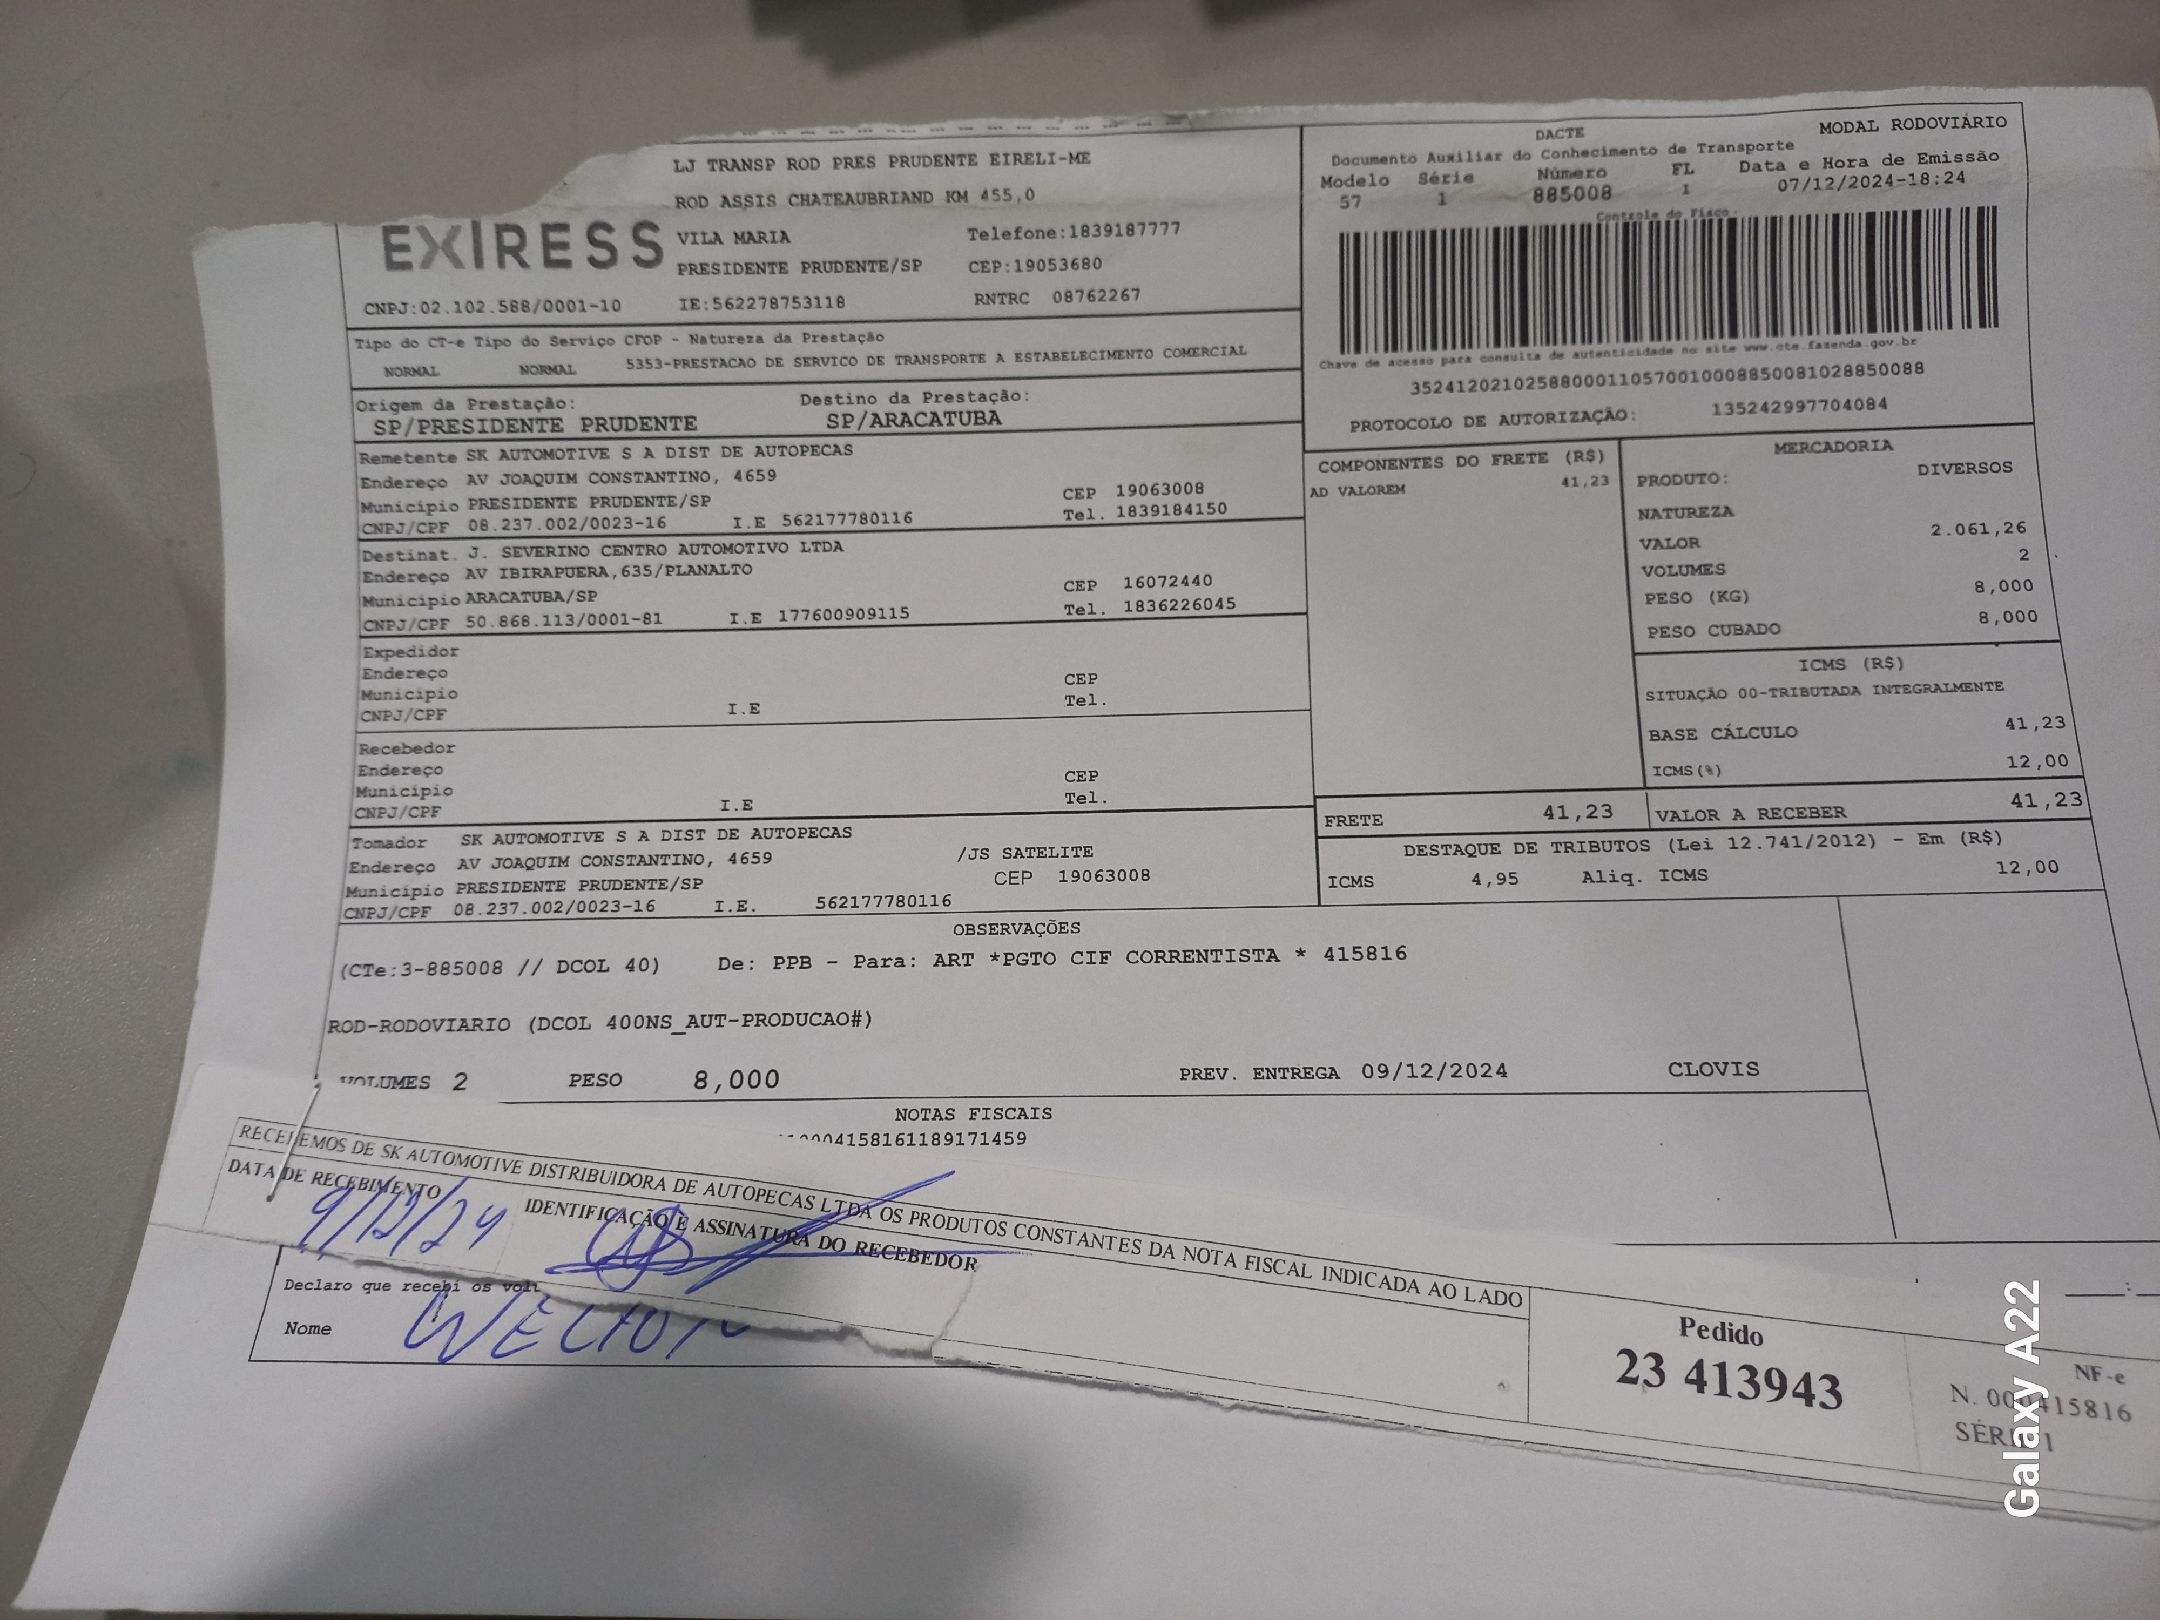 LJ TRANSP ROD PRES PRUDENTE EIRELI-ME
ROD ASSIS CHATEAUBRIAND KM 455,0
EXIRESS
VILA MARIA Telefone:1839187777
PRESIDENTE PRUDENTE/SP CEP:19053680
CNPJ:02.102.588/0001-10 IE:562278753118 RNTRC 08762267
DACTE MODAL RODOVIÁRIO
Documento Auxiliar do Conhecimento de Transporte
Modelo Série Número FL Data e Hora de Emissão
57 1 885008 1 07/12/2024-18:24
Controle do Fisco
Chave de acesso para consulta de autenticidade no site www.cte.fazenda.gov.br
35241202102588000110570010008850081028850088
PROTOCOLO DE AUTORIZAÇÃO: 135242997704084
Tipo do CT-e Tipo do Serviço CFOP - Natureza da Prestação
NORMAL NORMAL 5353-PRESTACAO DE SERVICO DE TRANSPORTE A ESTABELECIMENTO COMERCIAL
Origem da Prestação: Destino da Prestação:
SP/PRESIDENTE PRUDENTE SP/ARACATUBA
Remetente SK AUTOMOTIVE S A DIST DE AUTOPECAS
Endereço AV JOAQUIM CONSTANTINO, 4659
Município PRESIDENTE PRUDENTE/SP CEP 19063008
CNPJ/CPF 08.237.002/0023-16 I.E 562177780116 Tel. 1839184150
Destinat. J. SEVERINO CENTRO AUTOMOTIVO LTDA
Endereço AV IBIRAPUERA,635/PLANALTO
Município ARACATUBA/SP CEP 16072440
CNPJ/CPF 50.868.113/0001-81 I.E 177600909115 Tel. 1836226045
Expedidor
Endereço
Município CEP
CNPJ/CPF I.E Tel.
Recebedor
Endereço
Município CEP
CNPJ/CPF I.E Tel.
Tomador SK AUTOMOTIVE S A DIST DE AUTOPECAS
Endereço AV JOAQUIM CONSTANTINO, 4659 /JS SATELITE
Município PRESIDENTE PRUDENTE/SP CEP 19063008
CNPJ/CPF 08.237.002/0023-16 I.E. 562177780116
COMPONENTES DO FRETE (R$)
AD VALOREM 41,23
MERCADORIA
PRODUTO: DIVERSOS
NATUREZA
VALOR 2.061,26
VOLUMES 2
PESO (KG) 8,000
PESO CUBADO 8,000
ICMS (R$)
SITUAÇÃO 00-TRIBUTADA INTEGRALMENTE
BASE CÁLCULO 41,23
ICMS(%) 12,00
FRETE 41,23 VALOR A RECEBER 41,23
DESTAQUE DE TRIBUTOS (Lei 12.741/2012) - Em (R$)
ICMS 4,95 Aliq. ICMS 12,00
OBSERVAÇÕES
(CTe:3-885008 // DCOL 40) De: PPB - Para: ART *PGTO CIF CORRENTISTA * 415816
ROD-RODOVIARIO (DCOL 400NS_AUT-PRODUCAO#)
VOLUMES 2 PESO 8,000 PREV. ENTREGA 09/12/2024 CLOVIS
NOTAS FISCAIS
0004158161189171459
RECEBEMOS DE SK AUTOMOTIVE DISTRIBUIDORA DE AUTOPECAS LTDA OS PRODUTOS CONSTANTES DA NOTA FISCAL INDICADA AO LADO
DATA DE RECEBIMENTO IDENTIFICAÇÃO E ASSINATURA DO RECEBEDOR
9/12/24
Declaro que recebi os volu
Nome WELTON
Pedido
23 413943
NF-e
N. 000415816
SÉRIE 1
Galaxy A22